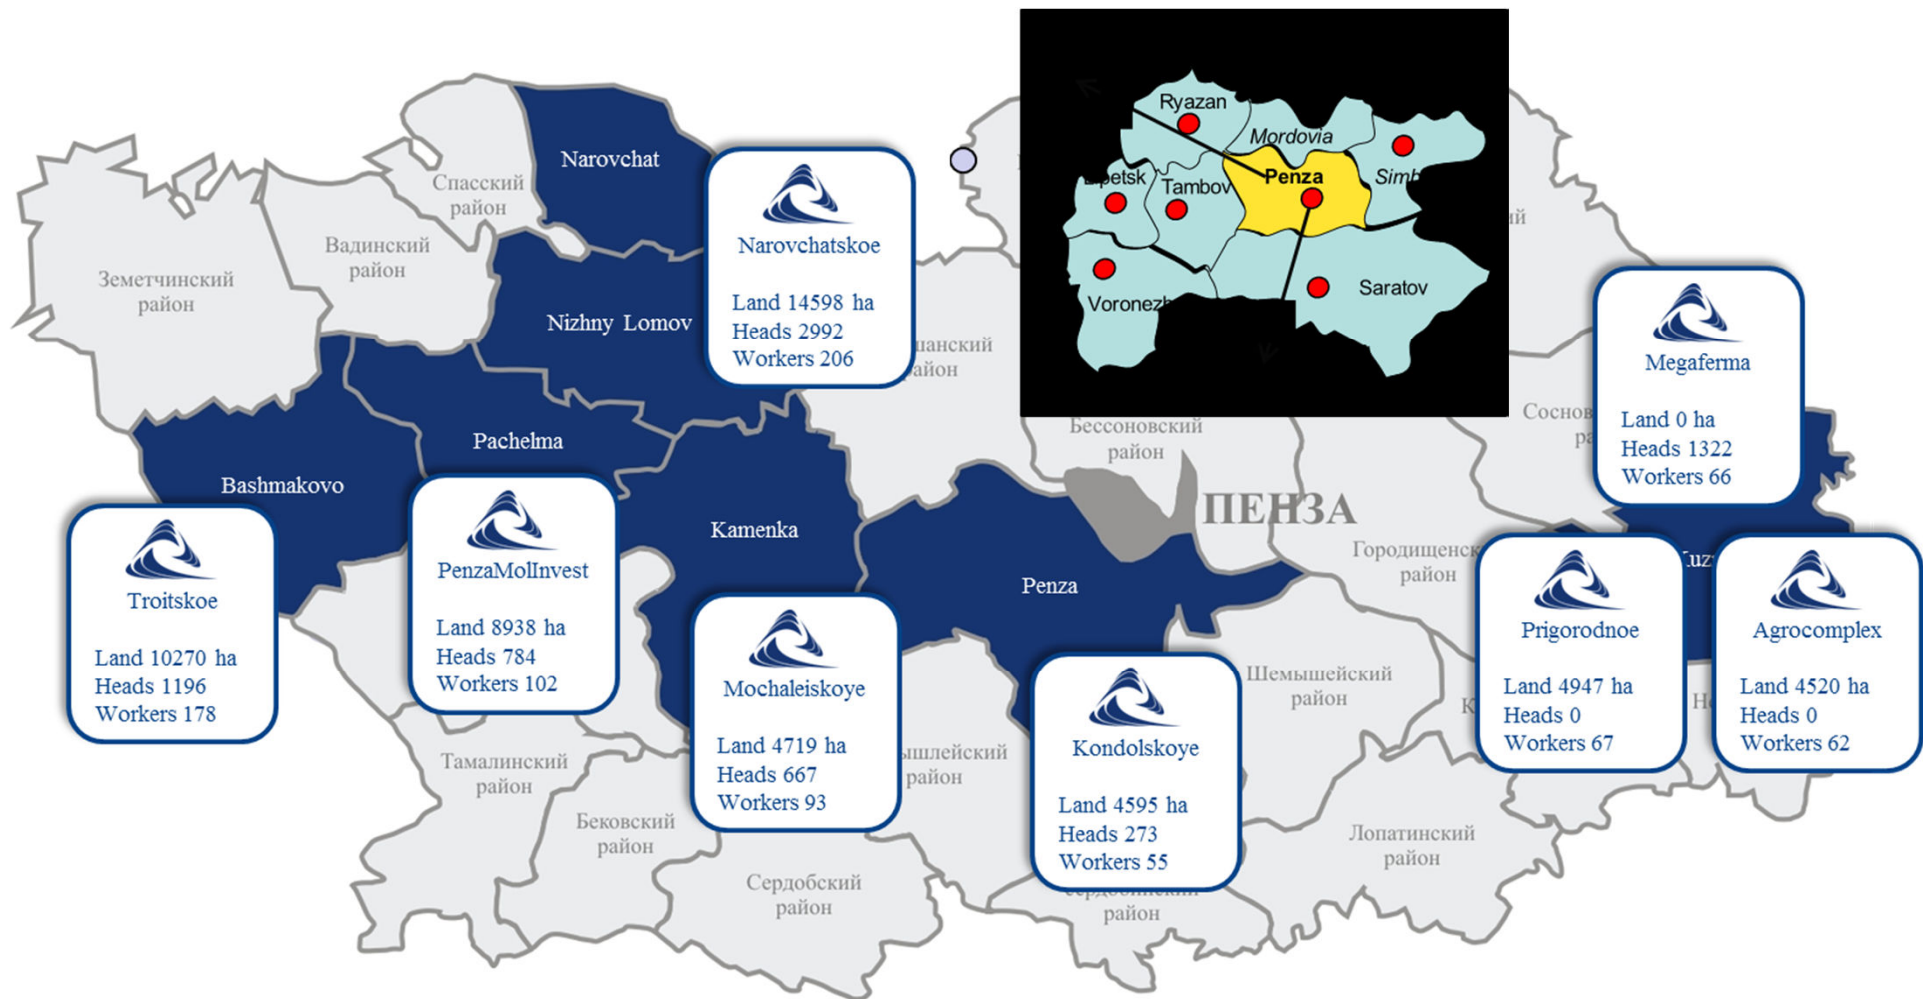 Narovchat
Спасский
район
Вадинский
район
Земетчинский
район
Nizhny Lomov
Pachelma
Bashmakovo
Kamenka
Penza
ПЕНЗА
Бессоновский
район
район
Шемышейский
район
Лопатинский
район
Тамалинский
район
Бековский
район
Сердобский
район
район
район
Narovchatskoe
Land 14598 ha
Heads 2992
Workers 206
Ryazan
Mordovia
Penza
Tambov
Saratov
Megaferma
Land 0 ha
Heads 1322
Workers 66
Troitskoe
Land 10270 ha
Heads 1196
Workers 178
PenzaMolInvest
Land 8938 ha
Heads 784
Workers 102
Mochaleiskoye
Land 4719 ha
Heads 667
Workers 93
Kondolskoye
Land 4595 ha
Heads 273
Workers 55
Prigorodnoe
Land 4947 ha
Heads 0
Workers 67
Agrocomplex
Land 4520 ha
Heads 0
Workers 62